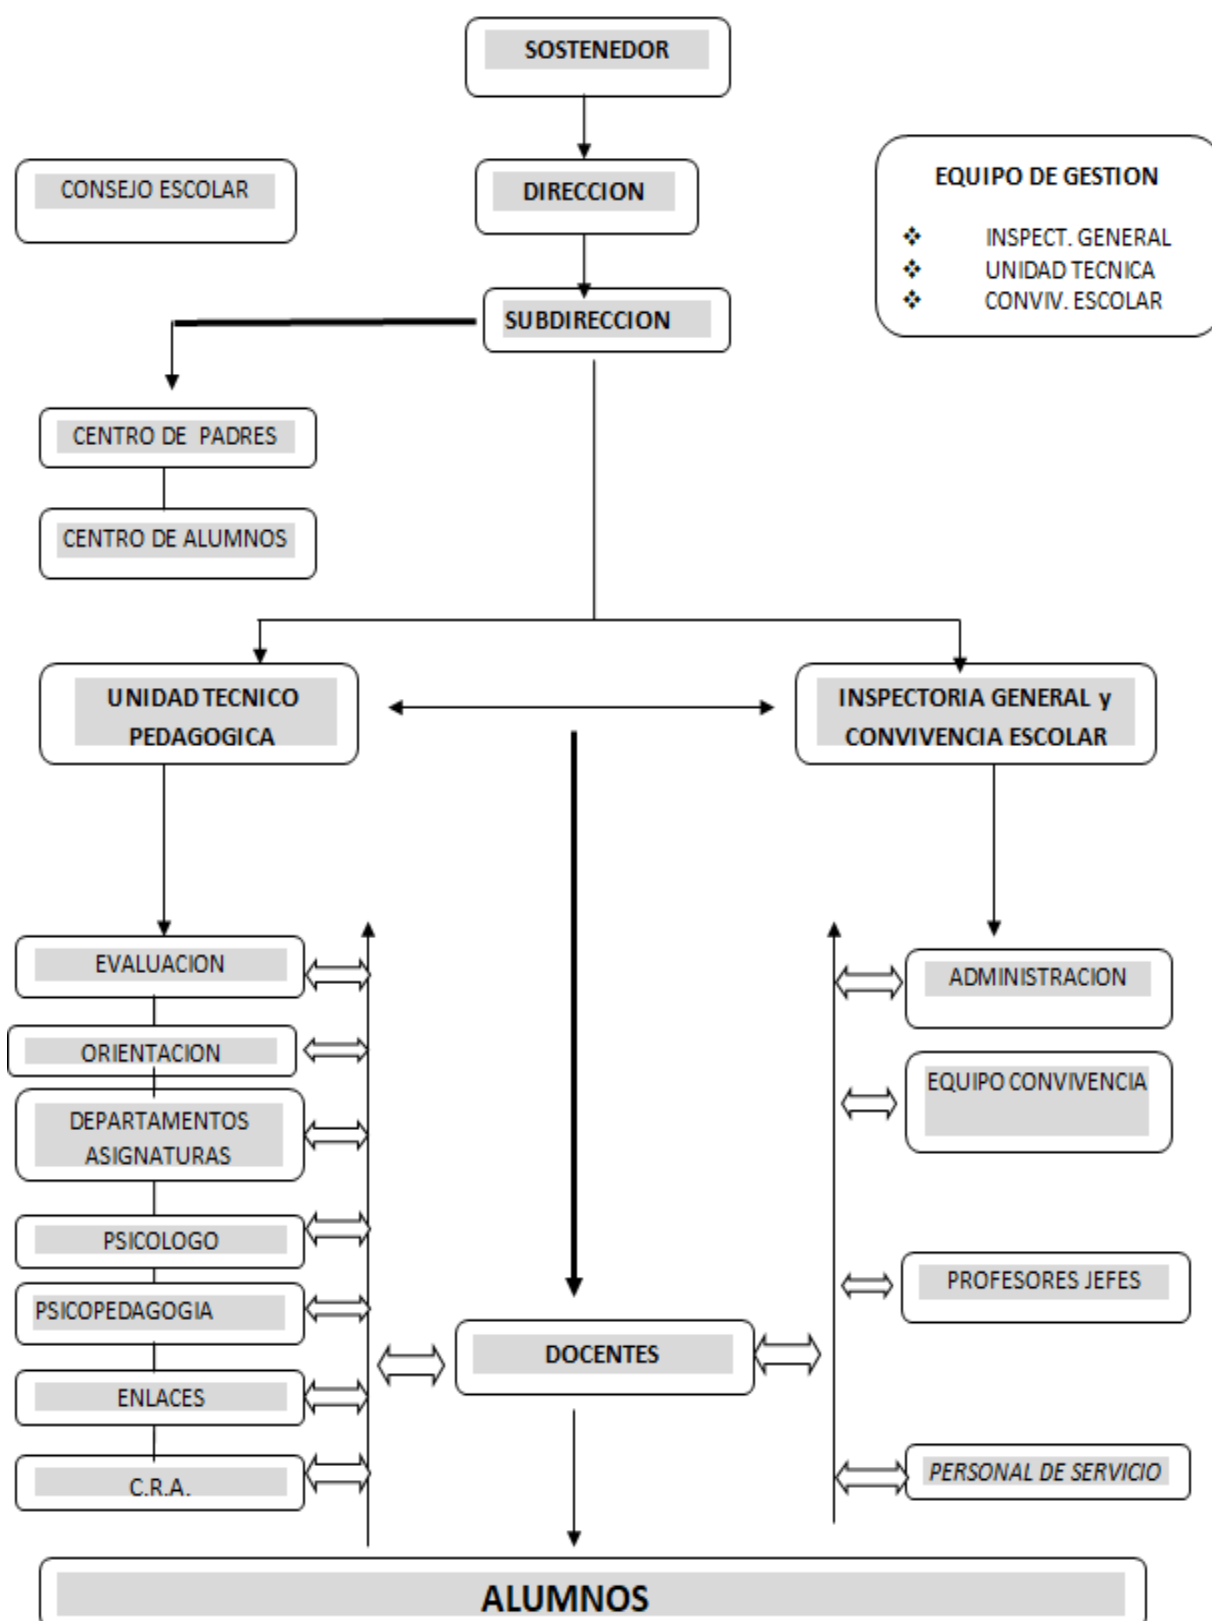 SOSTENEDOR
CONSEJO ESCOLAR
DIRECCION
EQUIPO DE GESTION
❖ INSPECT. GENERAL
❖ UNIDAD TECNICA
❖ CONVIV. ESCOLAR
SUBDIRECCION
CENTRO DE PADRES
CENTRO DE ALUMNOS
UNIDAD TECNICO
PEDAGOGICA
INSPECTORIA GENERAL y
CONVIVENCIA ESCOLAR
EVALUACION
ORIENTACION
DEPARTAMENTOS
ASIGNATURAS
PSICOLOGO
PSICOPEDAGOGIA
ENLACES
C.R.A.
DOCENTES
ADMINISTRACION
EQUIPO CONVIVENCIA
PROFESORES JEFES
PERSONAL DE SERVICIO
ALUMNOS